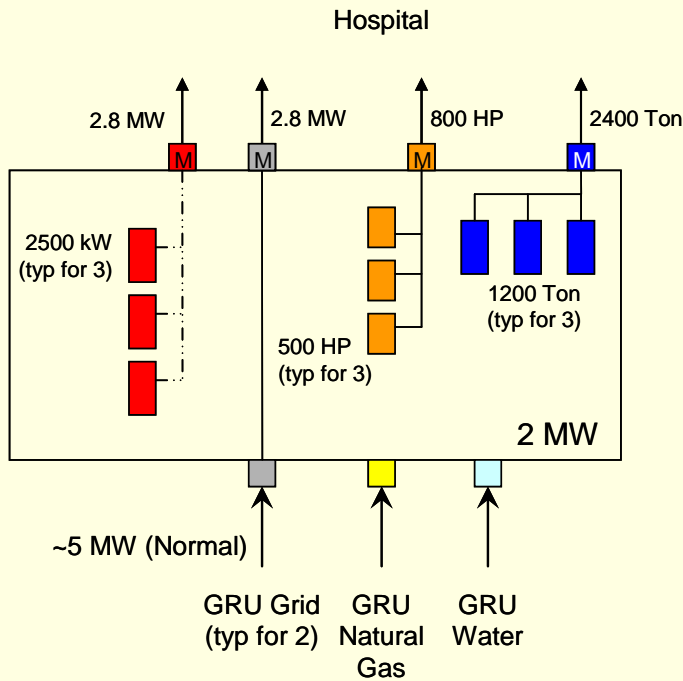 Hospital
2.8 MW
2.8 MW
800 HP
2400 Ton
M
M
M
M
2500 kW
(typ for 3)
1200 Ton
(typ for 3)
500 HP
(typ for 3)
2 MW
~5 MW (Normal)
GRU Grid
(typ for 2)
GRU
Natural
Gas
GRU
Water